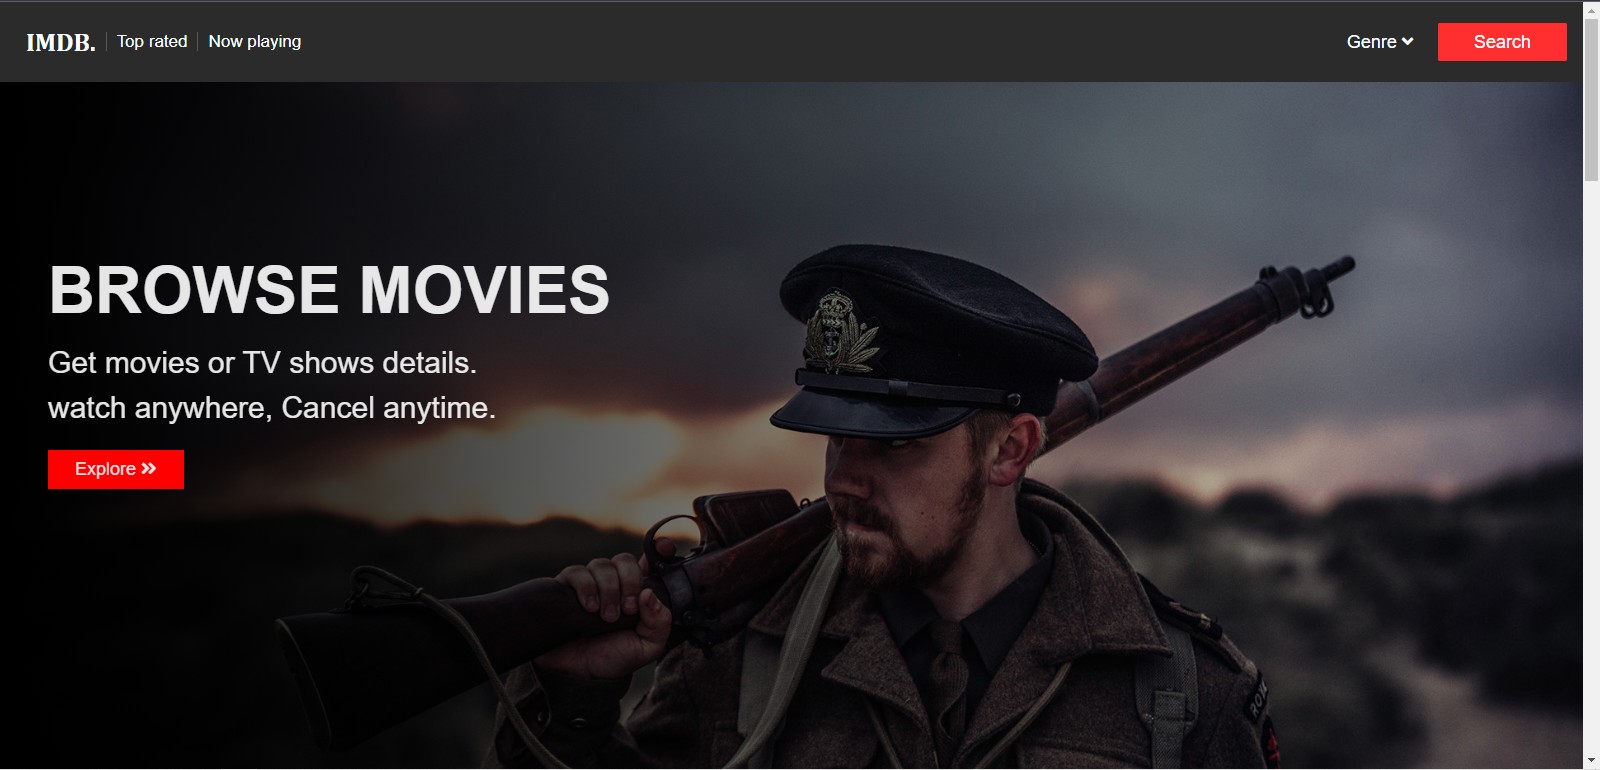 IMDB.
Top rated
Now playing
Genre
Search
BROWSE MOVIES
Get movies or TV shows details.
watch anywhere, Cancel anytime.
Explore